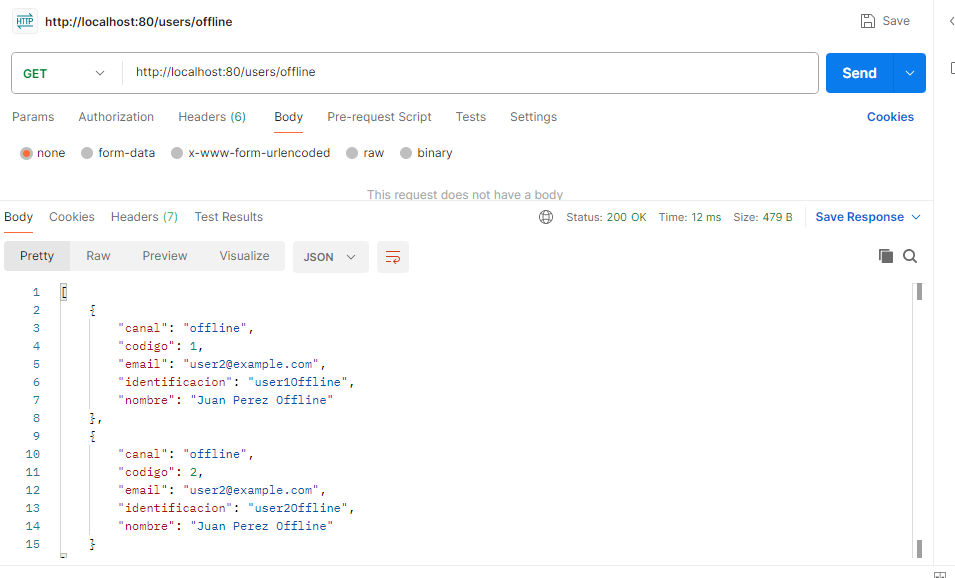 HTTP http://localhost:80/users/offline Save
GET http://localhost:80/users/offline Send
Params Authorization Headers (6) Body Pre-request Script Tests Settings Cookies
none form-data x-www-form-urlencoded raw binary
This request does not have a body
Body Cookies Headers (7) Test Results Status: 200 OK Time: 12 ms Size: 479 B Save Response
Pretty Raw Preview Visualize JSON
1 [
2 {
3 "canal": "offline",
4 "codigo": 1,
5 "email": "user2@example.com",
6 "identificacion": "user1Offline",
7 "nombre": "Juan Perez Offline"
8 },
9 {
10 "canal": "offline",
11 "codigo": 2,
12 "email": "user2@example.com",
13 "identificacion": "user2Offline",
14 "nombre": "Juan Perez Offline"
15 }